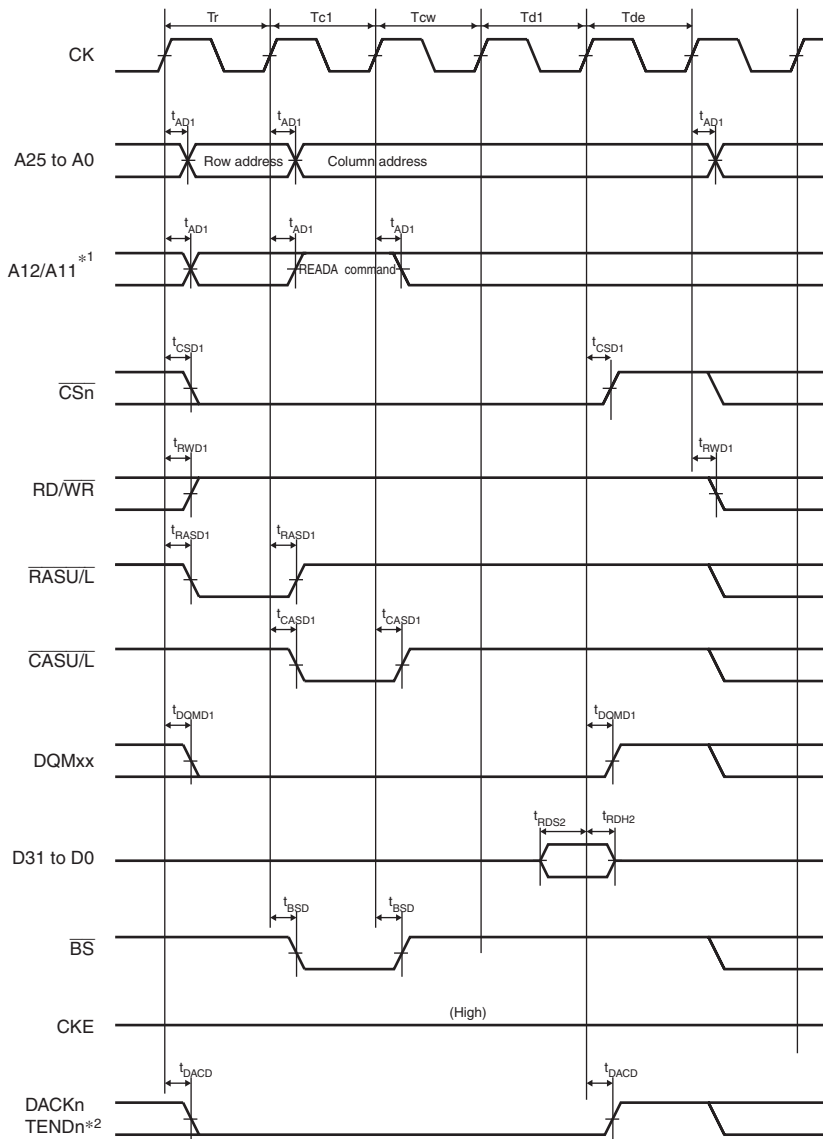 Tr Tc1 Tcw Td1 Tde
CK
tAD1 tAD1 tAD1
A25 to A0 Row address Column address
tAD1 tAD1 tAD1
A12/A11*1 READA command
tCSD1 tCSD1
CSn
tRWD1 tRWD1
RD/WR
tRASD1 tRASD1
RASU/L
tCASD1 tCASD1
CASU/L
tDQMD1 tDQMD1
DQMxx
tRDS2 tRDH2
D31 to D0
tBSD tBSD
BS
(High)
CKE
tDACD tDACD
DACKn
TENDn*2